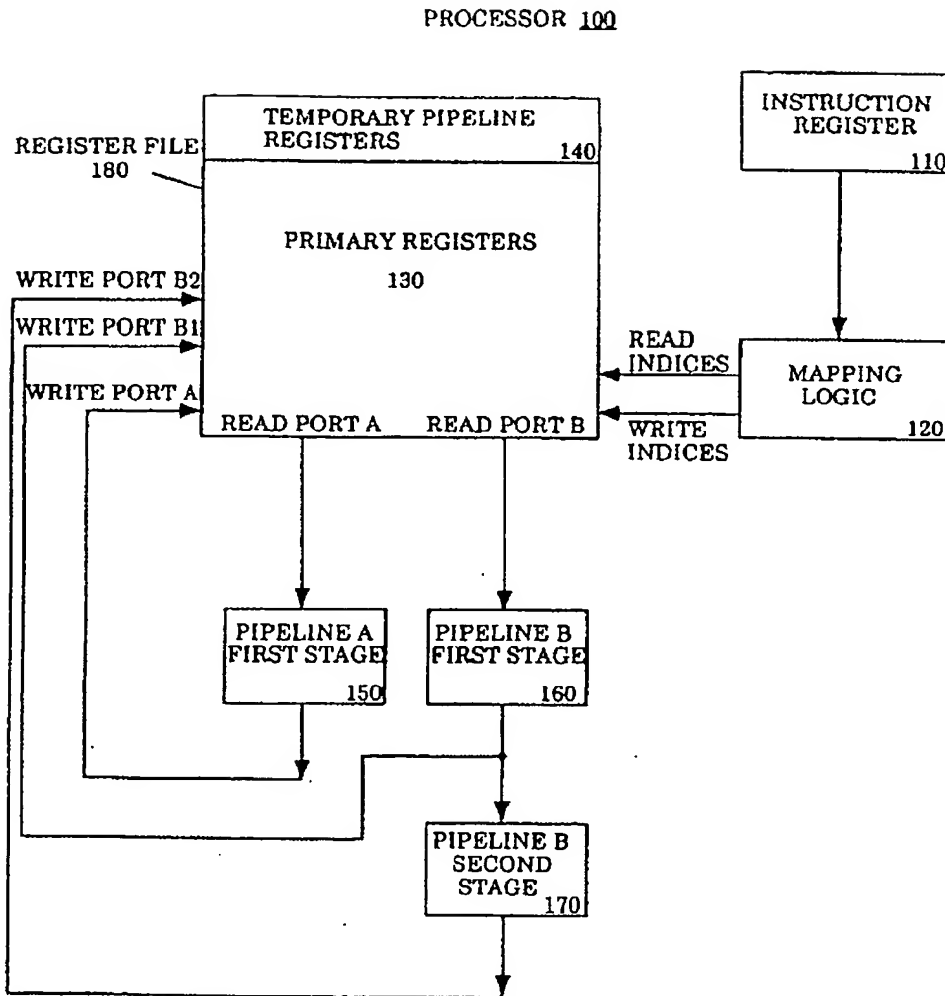 PROCESSOR 100
TEMPORARY PIPELINE
REGISTERS 140
INSTRUCTION
REGISTER
110
REGISTER FILE
180
PRIMARY REGISTERS
130
WRITE PORT B2
WRITE PORT B1
WRITE PORT A
READ
INDICES
MAPPING
LOGIC
120
READ PORT A
READ PORT B
WRITE
INDICES
PIPELINE A
FIRST STAGE
150
PIPELINE B
FIRST STAGE
160
PIPELINE B
SECOND
STAGE
170